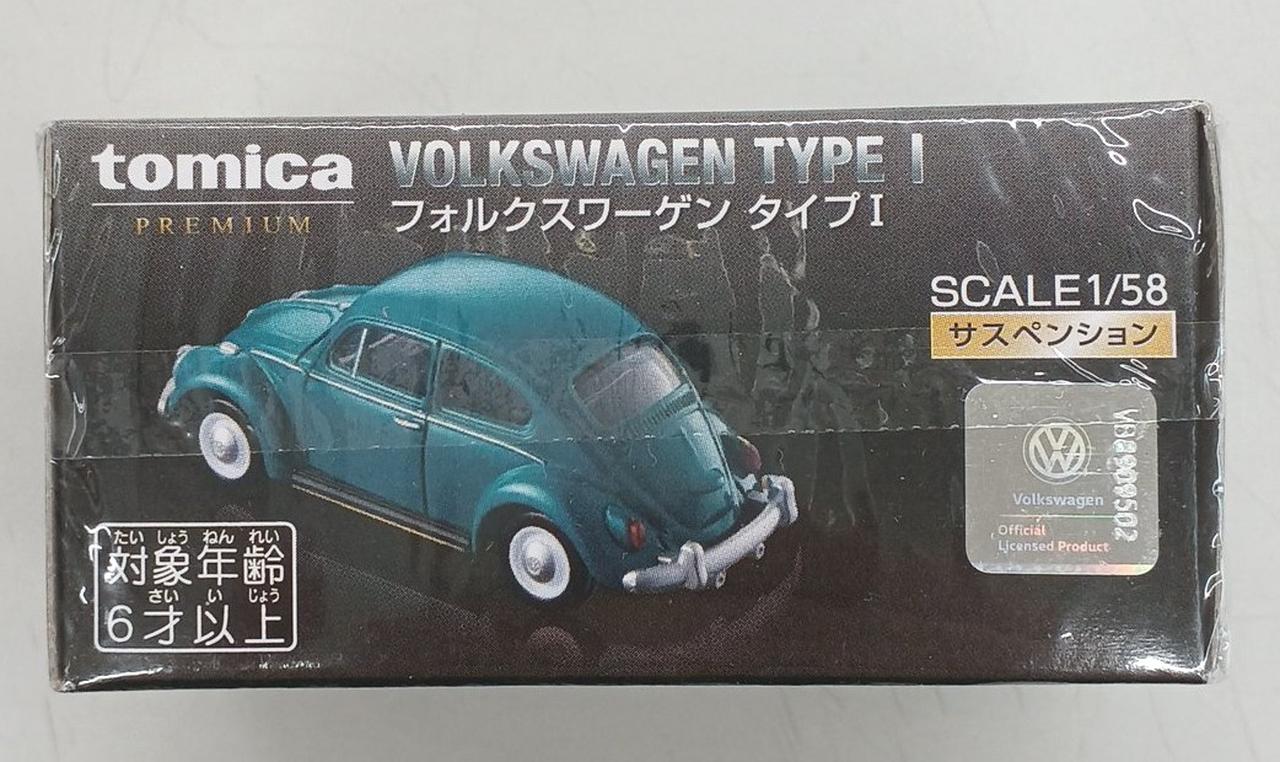 tomica
PREMIUM
VOLKSWAGEN TYPE I
フォルクスワーゲン タイプI
SCALE1/58
サスペンション
Volkswagen
Official
Licensed Product
VB8909502
たい しょう ねん れい
対象年齢
さい い じょう
6才以上